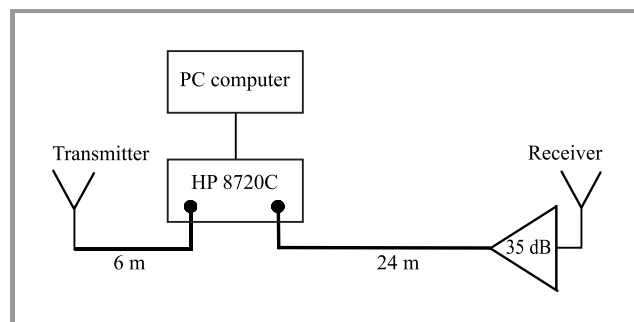 PC computer
Transmitter
Receiver
HP 8720C
35 dB
6 m
24 m